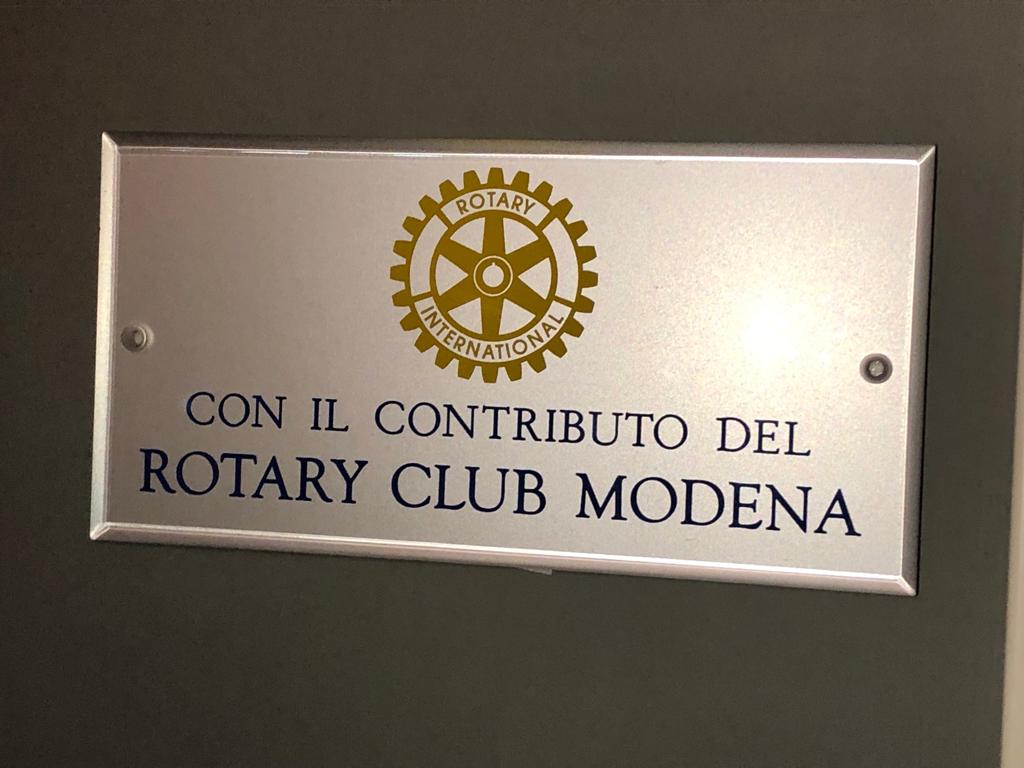 ROTARY
INTERNATIONAL
CON IL CONTRIBUTO DEL
ROTARY CLUB MODENA